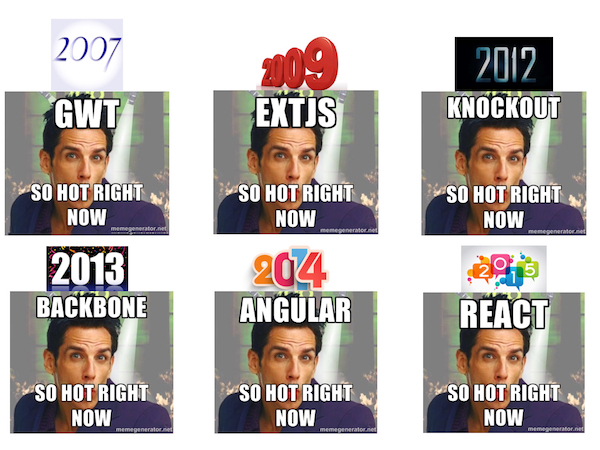 2007
GWT
SO HOT RIGHT
NOW
memegenerator.net
2009
EXTJS
SO HOT RIGHT
NOW
memegenerator.net
2012
KNOCKOUT
SO HOT RIGHT
NOW
memegenerator.net
2013
BACKBONE
SO HOT RIGHT
NOW
memegenerator.net
2014
ANGULAR
SO HOT RIGHT
NOW
memegenerator.net
2015
REACT
SO HOT RIGHT
NOW
memegenerator.net